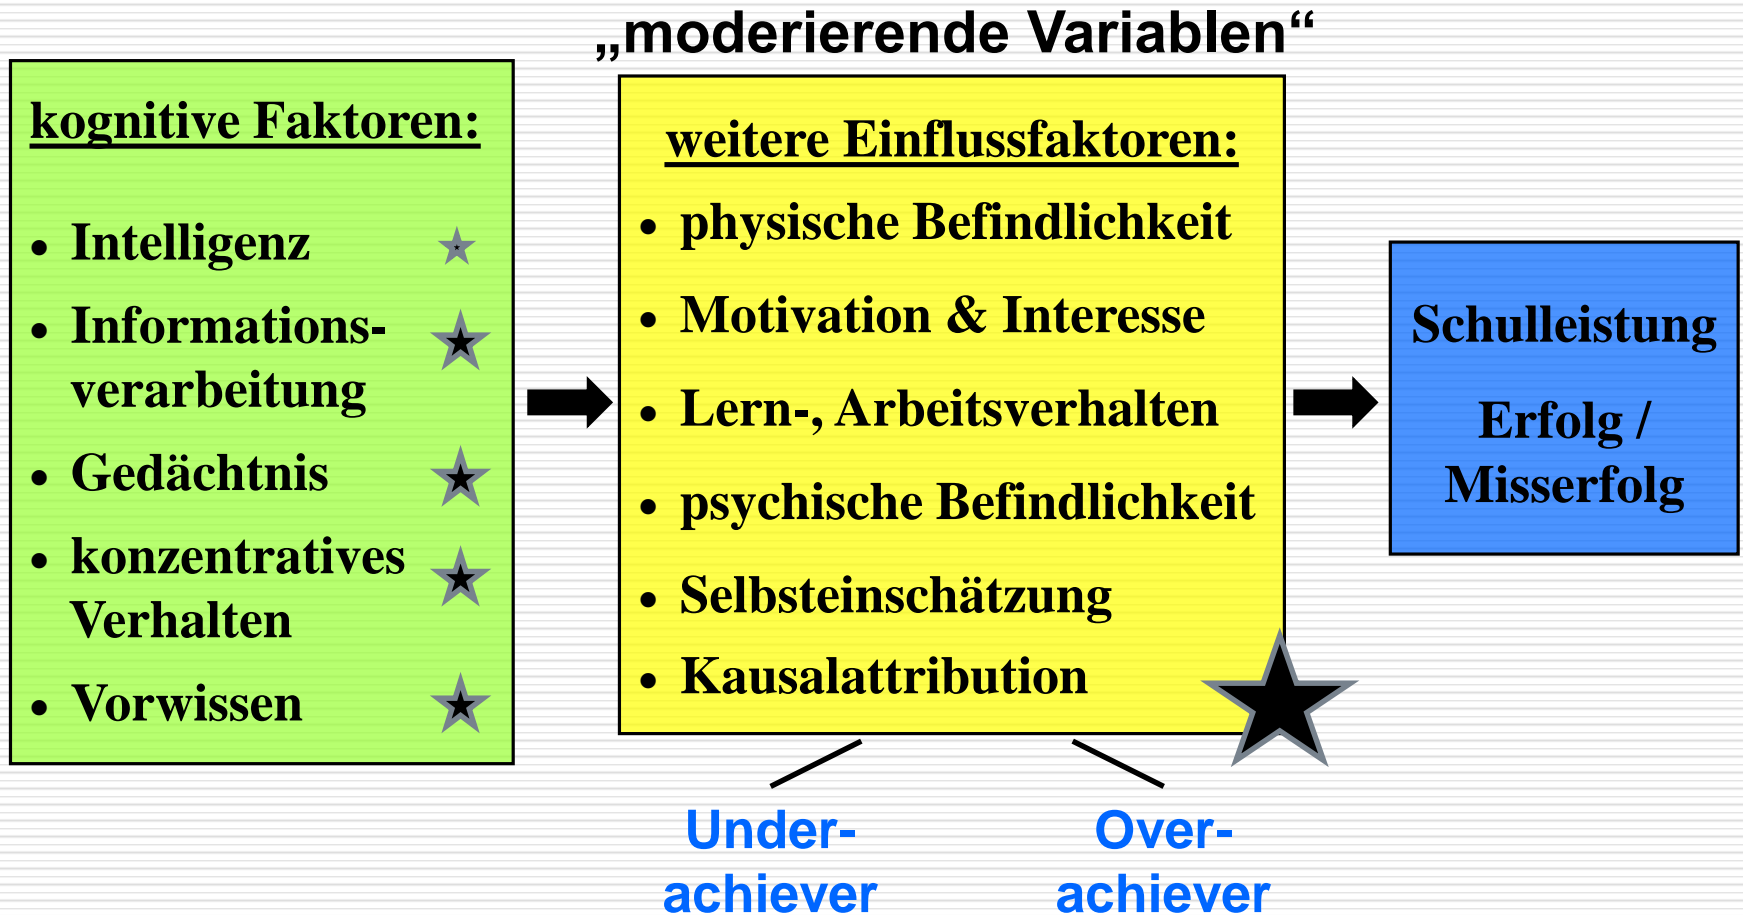 „moderierende Variablen“
kognitive Faktoren:
• Intelligenz
• Informations-
verarbeitung
• Gedächtnis
• konzentratives
Verhalten
• Vorwissen
weitere Einflussfaktoren:
• physische Befindlichkeit
• Motivation & Interesse
• Lern-, Arbeitsverhalten
• psychische Befindlichkeit
• Selbsteinschätzung
• Kausalattribution
Schulleistung
Erfolg /
Misserfolg
Under-
achiever
Over-
achiever